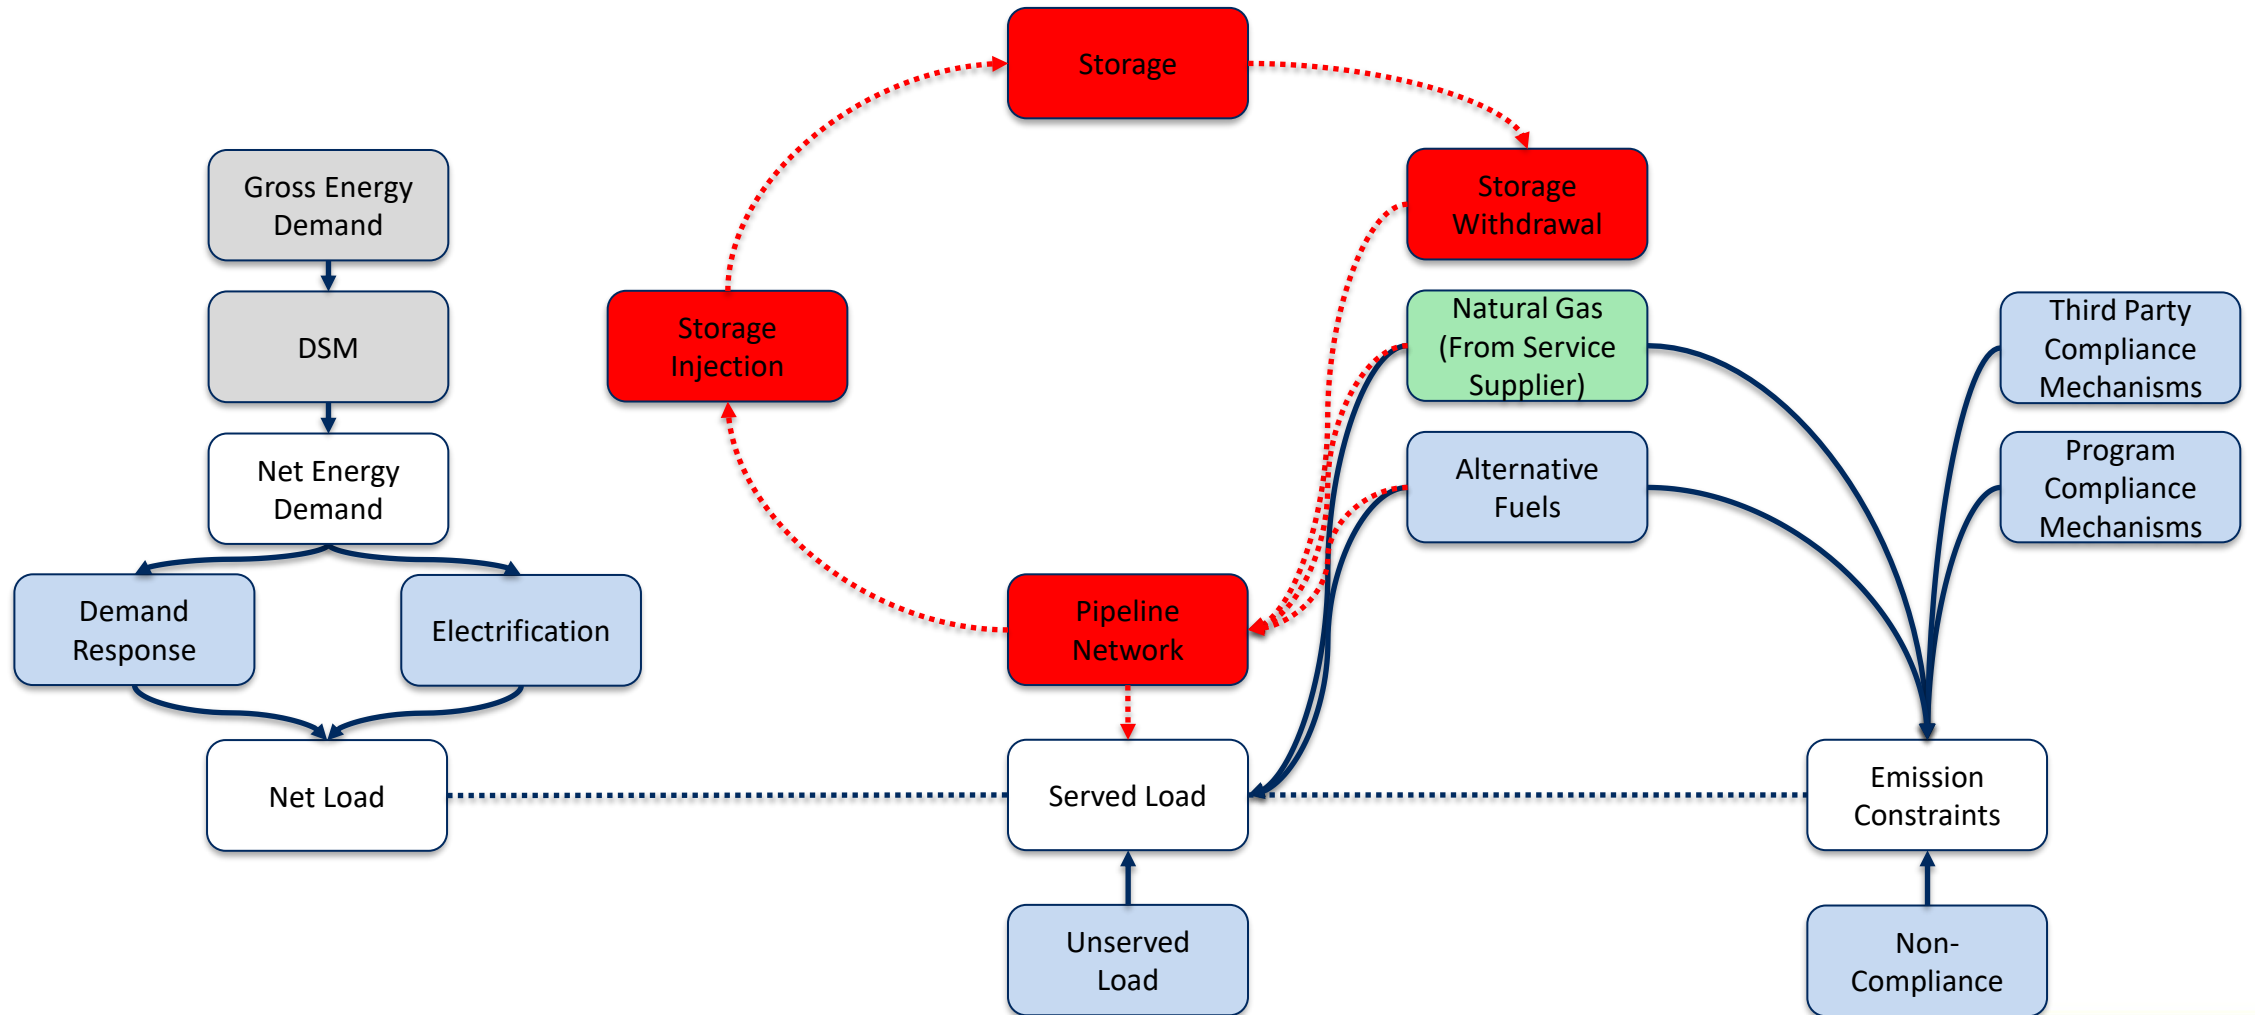 Storage
Gross Energy
Demand
Storage
Withdrawal
DSM
Storage
Injection
Natural Gas
(From Service
Supplier)
Third Party
Compliance
Mechanisms
Net Energy
Demand
Alternative
Fuels
Program
Compliance
Mechanisms
Demand
Response
Electrification
Pipeline
Network
Net Load
Served Load
Emission
Constraints
Unserved
Load
Non-
Compliance